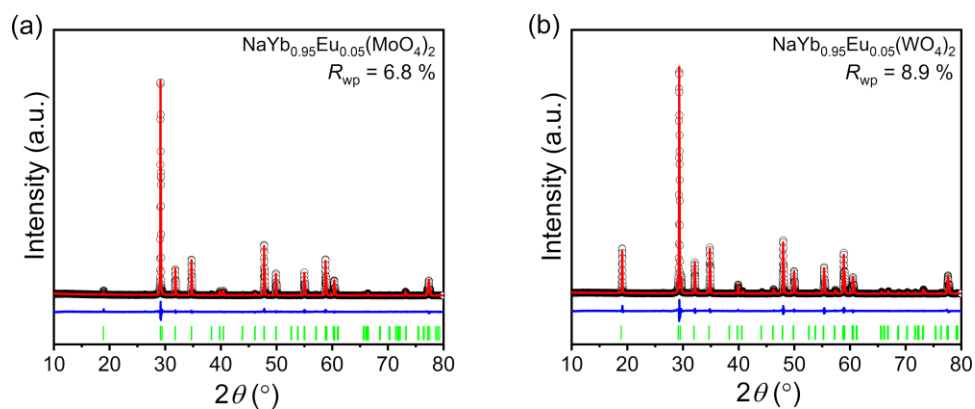 (a)
NaYb0.95Eu0.05(MoO4)2
Rwp = 6.8 %
Intensity (a.u.)
10 20 30 40 50 60 70 80
2θ (°)
(b)
NaYb0.95Eu0.05(WO4)2
Rwp = 8.9 %
Intensity (a.u.)
10 20 30 40 50 60 70 80
2θ (°)